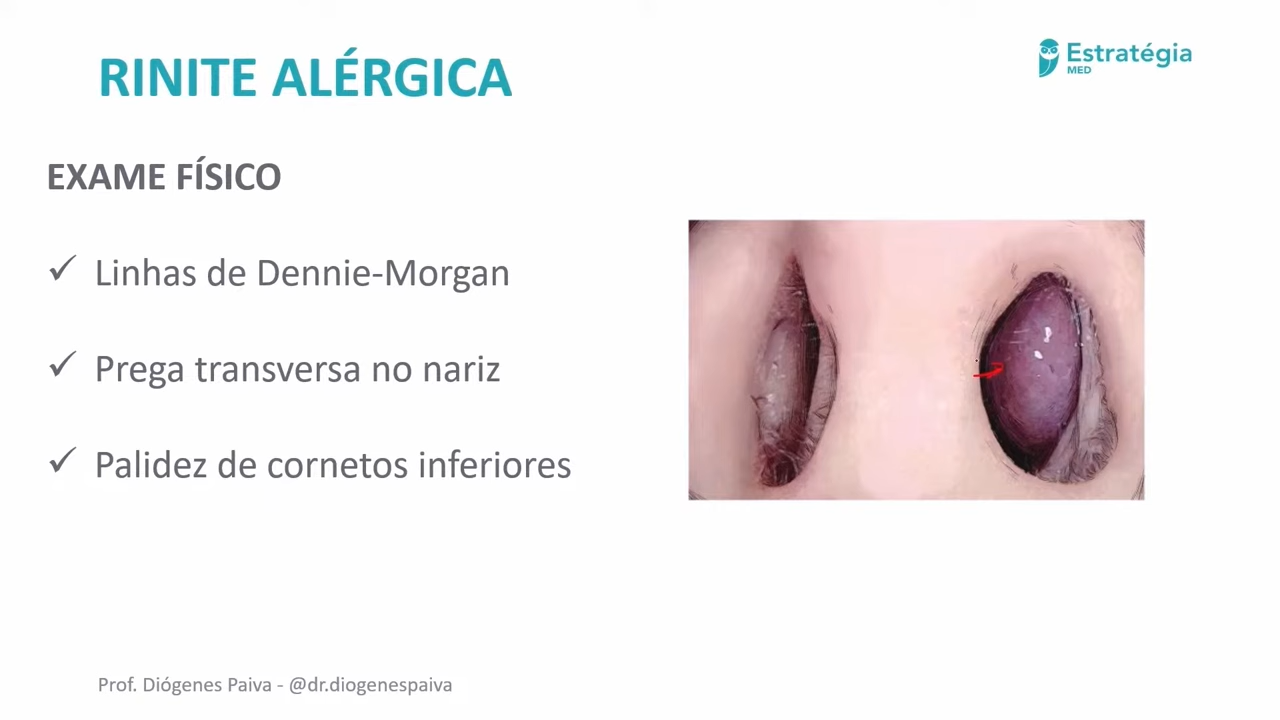 RINITE ALÉRGICA
Estratégia
MED
EXAME FÍSICO
✓ Linhas de Dennie-Morgan
✓ Prega transversa no nariz
✓ Palidez de cornetos inferiores
Prof. Diógenes Paiva - @dr.diogenespaiva